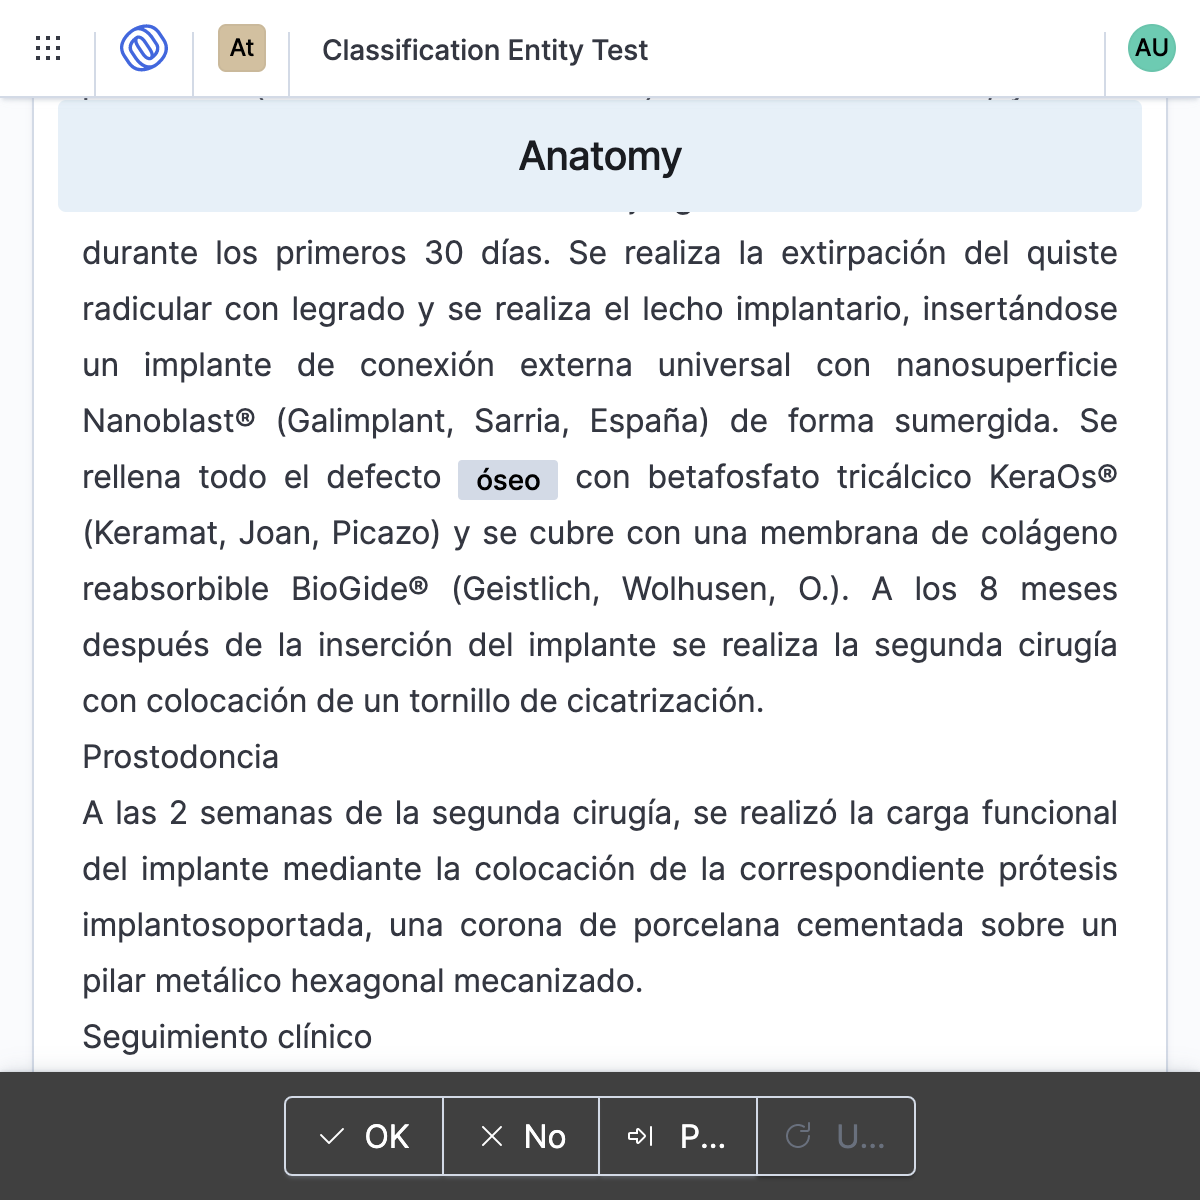 At
Classification Entity Test
AU
Anatomy
durante los primeros 30 días. Se realiza la extirpación del quiste
radicular con legrado y se realiza el lecho implantario, insertándose
un implante de conexión externa universal con nanosuperficie
Nanoblast® (Galimplant, Sarria, España) de forma sumergida. Se
rellena todo el defecto óseo con betafosfato tricálcico KeraOs®
(Keramat, Joan, Picazo) y se cubre con una membrana de colágeno
reabsorbible BioGide® (Geistlich, Wolhusen, O.). A los 8 meses
después de la inserción del implante se realiza la segunda cirugía
con colocación de un tornillo de cicatrización.
Prostodoncia
A las 2 semanas de la segunda cirugía, se realizó la carga funcional
del implante mediante la colocación de la correspondiente prótesis
implantosoportada, una corona de porcelana cementada sobre un
pilar metálico hexagonal mecanizado.
Seguimiento clínico
OK
No
P...
U...